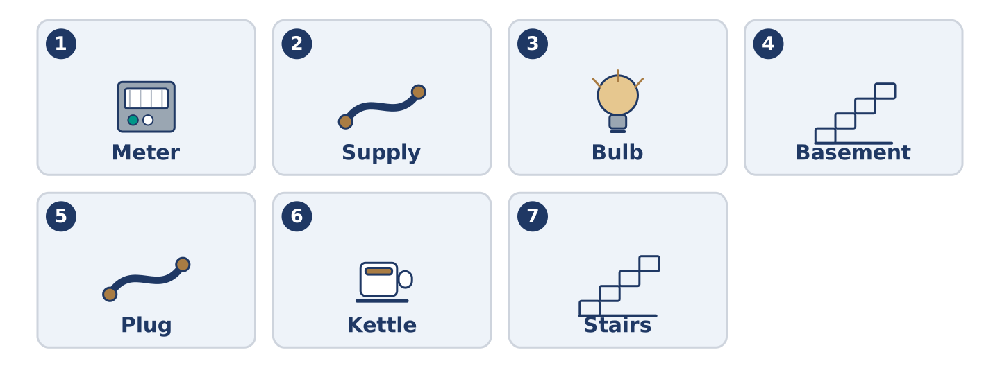 1
Meter
2
Supply
3
Bulb
4
Basement
5
Plug
6
Kettle
7
Stairs